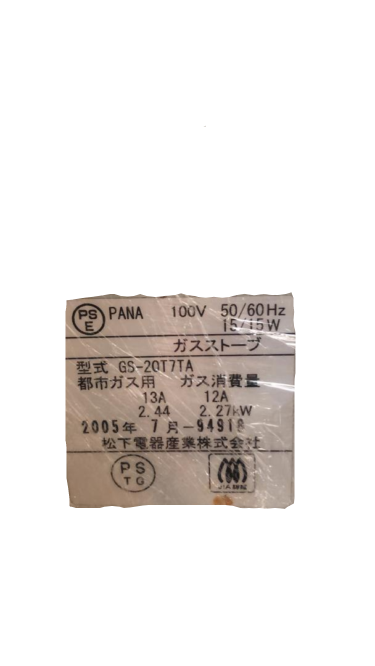 PS E PANA 100V 50/60Hz
15/15W
ガスストーブ
型式 GS-20T7TA
都市ガス用 ガス消費量
13A 12A
2.44 2.27kW
2005年 7月-94918
松下電器産業株式会社
PS TG